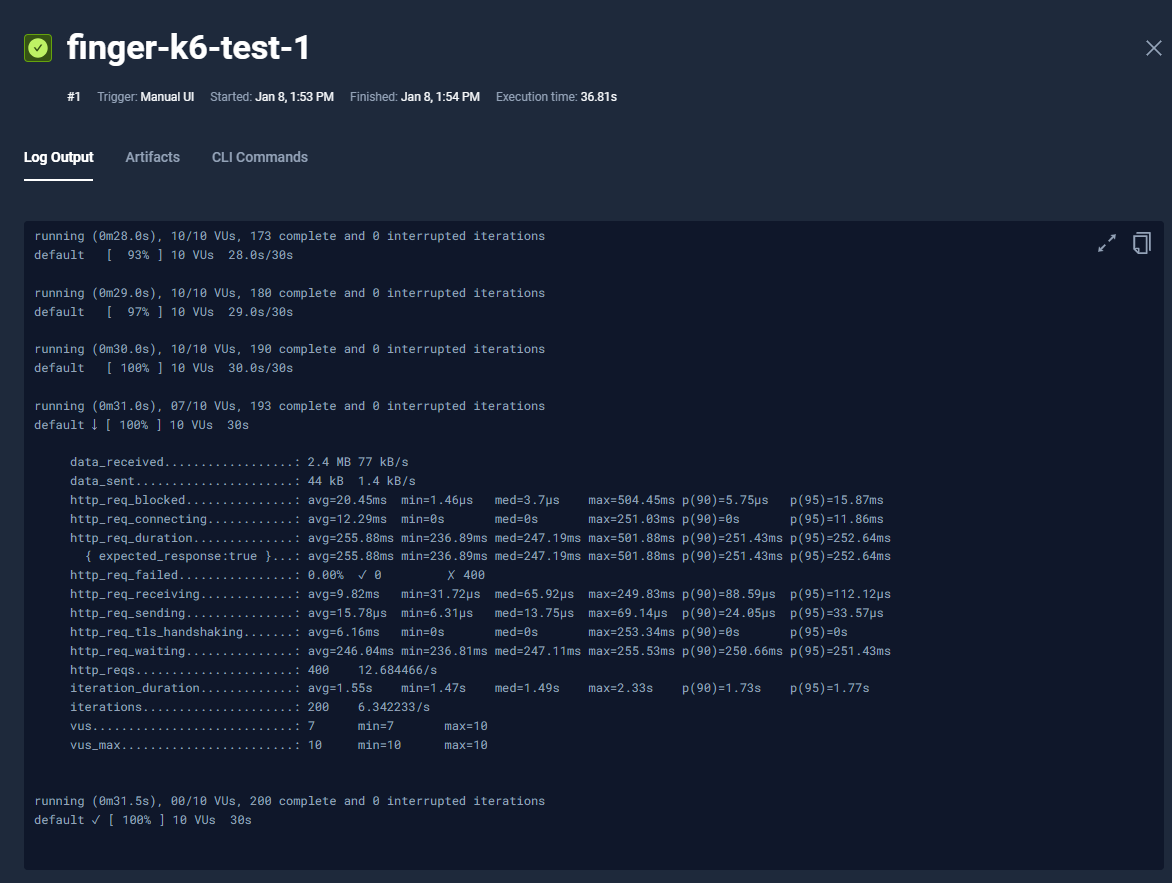 finger-k6-test-1
#1 Trigger: Manual UI Started: Jan 8, 1:53 PM Finished: Jan 8, 1:54 PM Execution time: 36.81s
Log Output Artifacts CLI Commands
running (0m28.0s), 10/10 VUs, 173 complete and 0 interrupted iterations
default   [  93% ] 10 VUs  28.0s/30s
running (0m29.0s), 10/10 VUs, 180 complete and 0 interrupted iterations
default   [  97% ] 10 VUs  29.0s/30s
running (0m30.0s), 10/10 VUs, 190 complete and 0 interrupted iterations
default   [ 100% ] 10 VUs  30.0s/30s
running (0m31.0s), 07/10 VUs, 193 complete and 0 interrupted iterations
default ↓ [ 100% ] 10 VUs  30s
data_received..................: 2.4 MB 77 kB/s
data_sent......................: 44 kB  1.4 kB/s
http_req_blocked...............: avg=20.45ms  min=1.46µs   med=3.7µs    max=504.45ms p(90)=5.75µs   p(95)=15.87ms
http_req_connecting............: avg=12.29ms  min=0s       med=0s       max=251.03ms p(90)=0s       p(95)=11.86ms
http_req_duration..............: avg=255.88ms min=236.89ms med=247.19ms max=501.88ms p(90)=251.43ms p(95)=252.64ms
{ expected_response:true }...: avg=255.88ms min=236.89ms med=247.19ms max=501.88ms p(90)=251.43ms p(95)=252.64ms
http_req_failed................: 0.00%  ✓ 0         ✗ 400
http_req_receiving.............: avg=9.82ms   min=31.72µs  med=65.92µs  max=249.83ms p(90)=88.59µs  p(95)=112.12µs
http_req_sending...............: avg=15.78µs  min=6.31µs   med=13.75µs  max=69.14µs  p(90)=24.05µs  p(95)=33.57µs
http_req_tls_handshaking.......: avg=6.16ms   min=0s       med=0s       max=253.34ms p(90)=0s       p(95)=0s
http_req_waiting...............: avg=246.04ms min=236.81ms med=247.11ms max=255.53ms p(90)=250.66ms p(95)=251.43ms
http_reqs......................: 400    12.684466/s
iteration_duration.............: avg=1.55s    min=1.47s    med=1.49s    max=2.33s    p(90)=1.73s    p(95)=1.77s
iterations.....................: 200    6.342233/s
vus............................: 7      min=7       max=10
vus_max........................: 10     min=10      max=10
running (0m31.5s), 00/10 VUs, 200 complete and 0 interrupted iterations
default ✓ [ 100% ] 10 VUs  30s